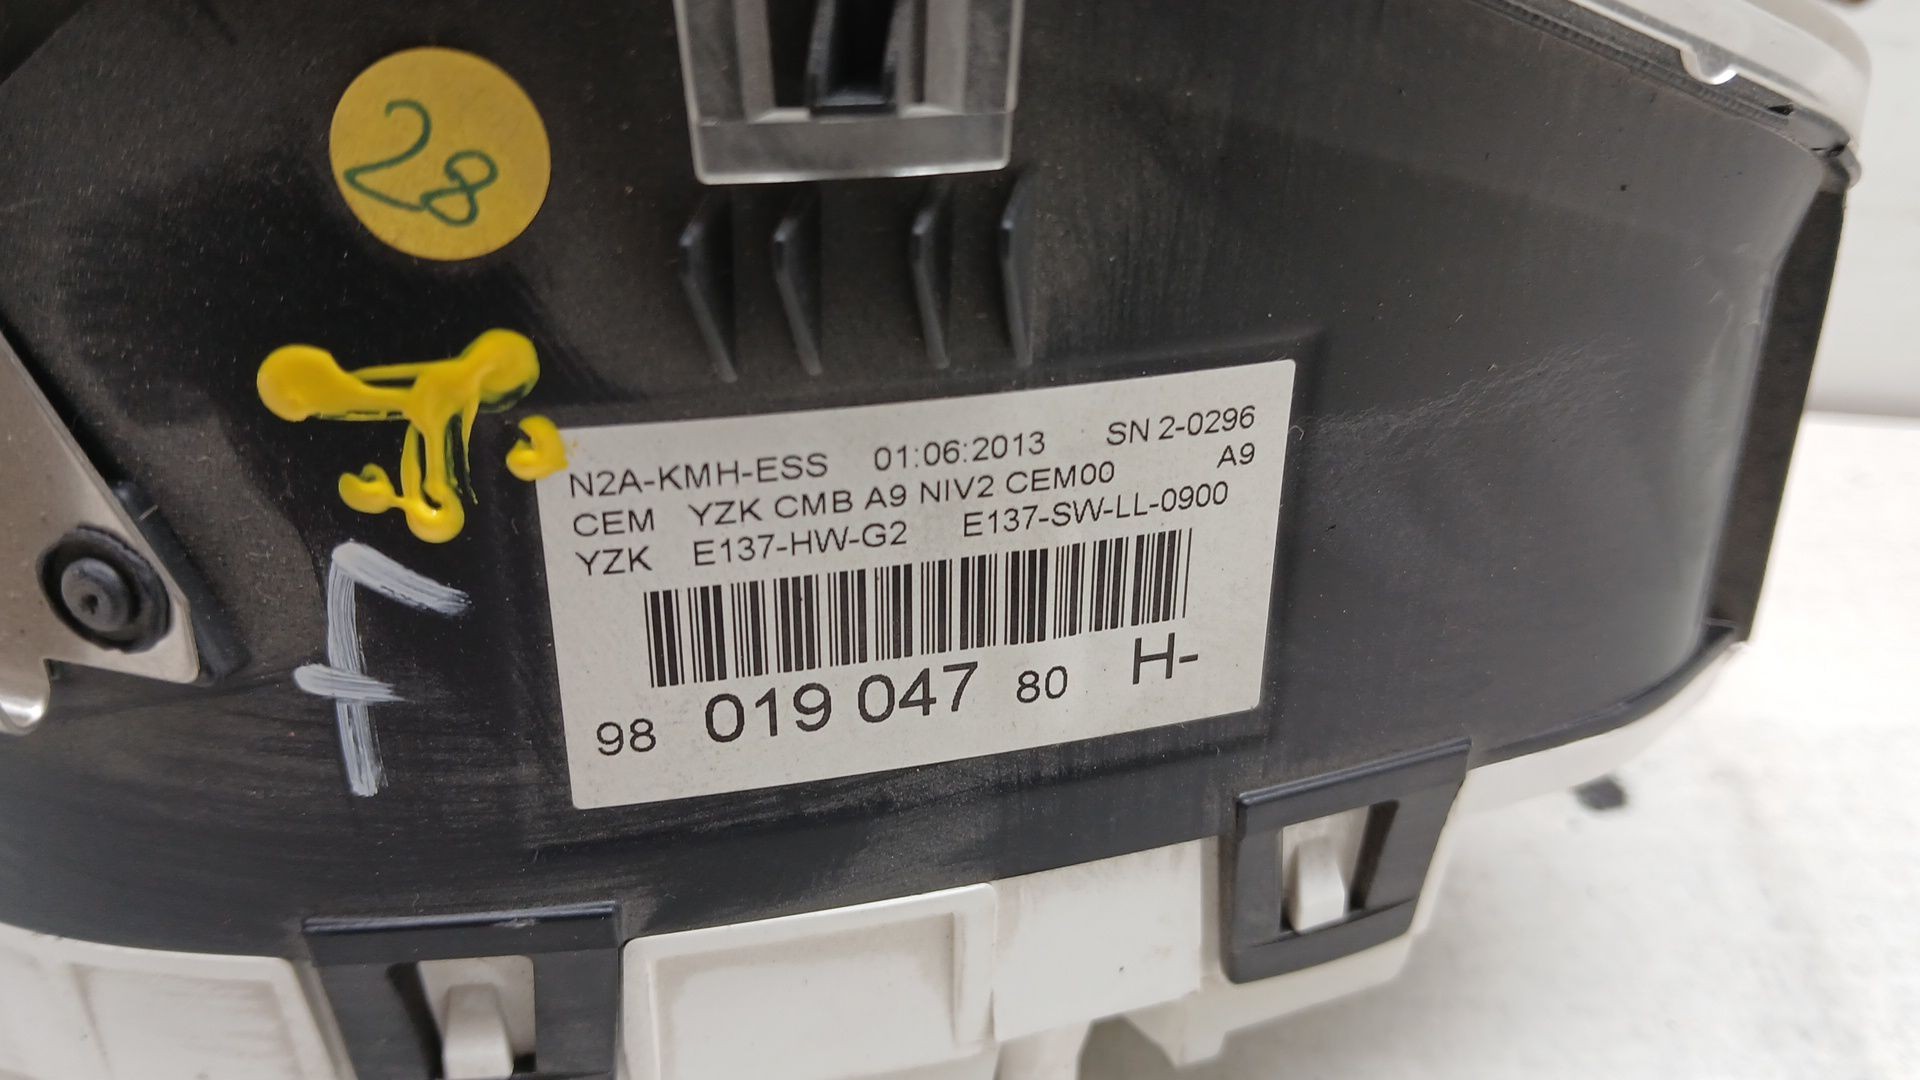 28
N2A-KMH-ESS 01:06:2013 SN 2-0296
CEM YZK CMB A9 NIV2 CEM00 A9
YZK E137-HW-G2 E137-SW-LL-0900
98 019 047 80 H-